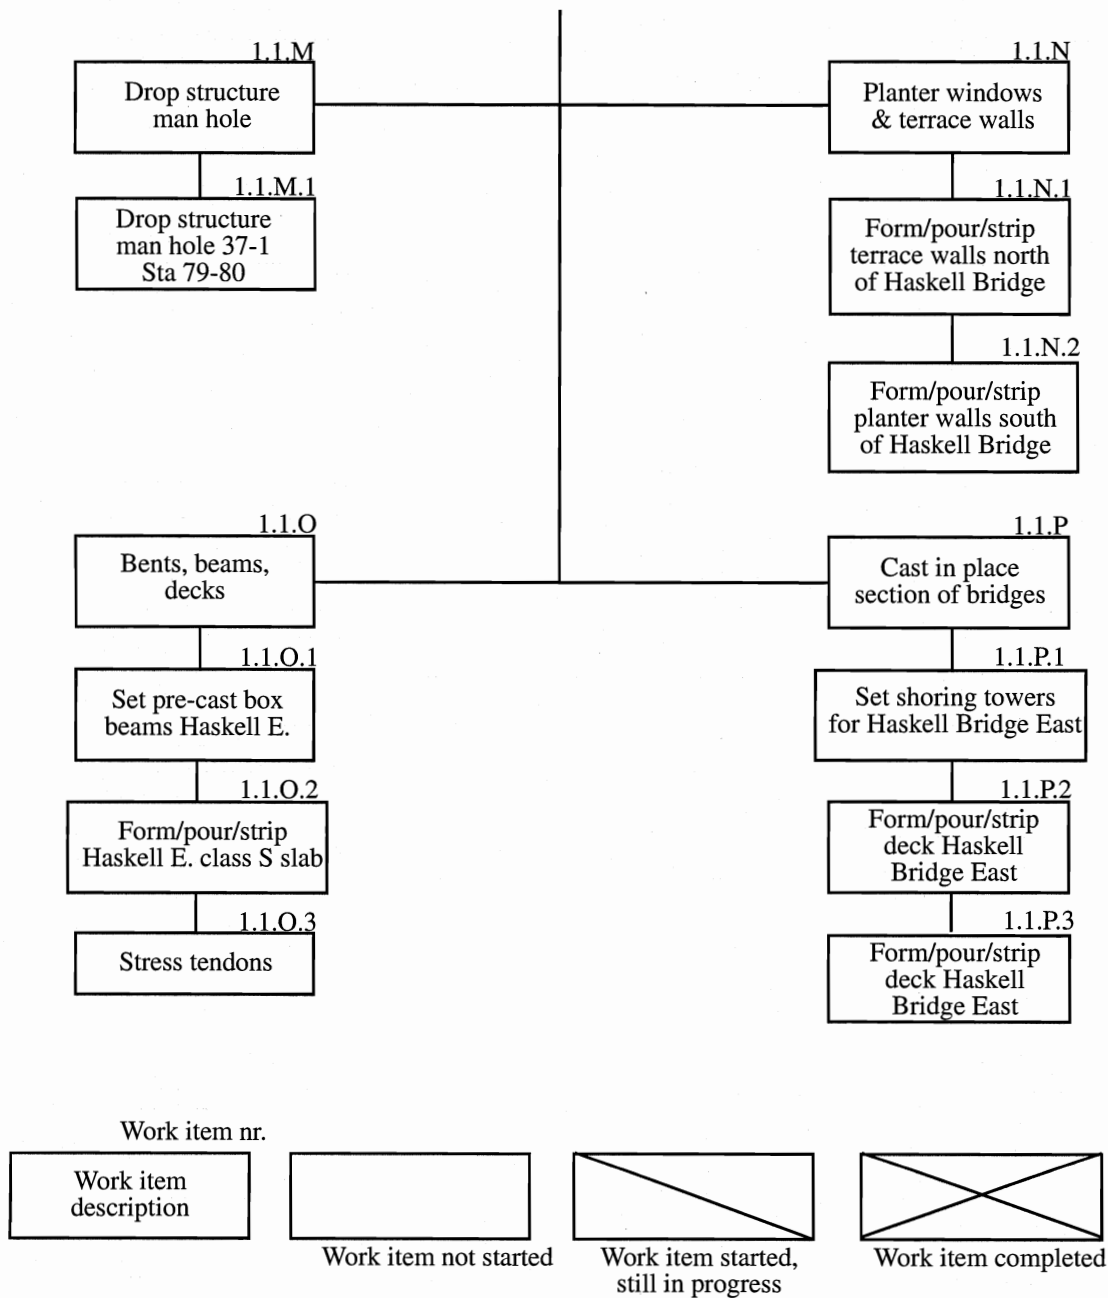 1.1.M
Drop structure
man hole
1.1.M.1
Drop structure
man hole 37-1
Sta 79-80
1.1.N
Planter windows
& terrace walls
1.1.N.1
Form/pour/strip
terrace walls north
of Haskell Bridge
1.1.N.2
Form/pour/strip
planter walls south
of Haskell Bridge
1.1.O
Bents, beams,
decks
1.1.O.1
Set pre-cast box
beams Haskell E.
1.1.O.2
Form/pour/strip
Haskell E. class S slab
1.1.O.3
Stress tendons
1.1.P
Cast in place
section of bridges
1.1.P.1
Set shoring towers
for Haskell Bridge East
1.1.P.2
Form/pour/strip
deck Haskell
Bridge East
1.1.P.3
Form/pour/strip
deck Haskell
Bridge East
Work item nr.
Work item
description
Work item not started
Work item started,
still in progress
Work item completed